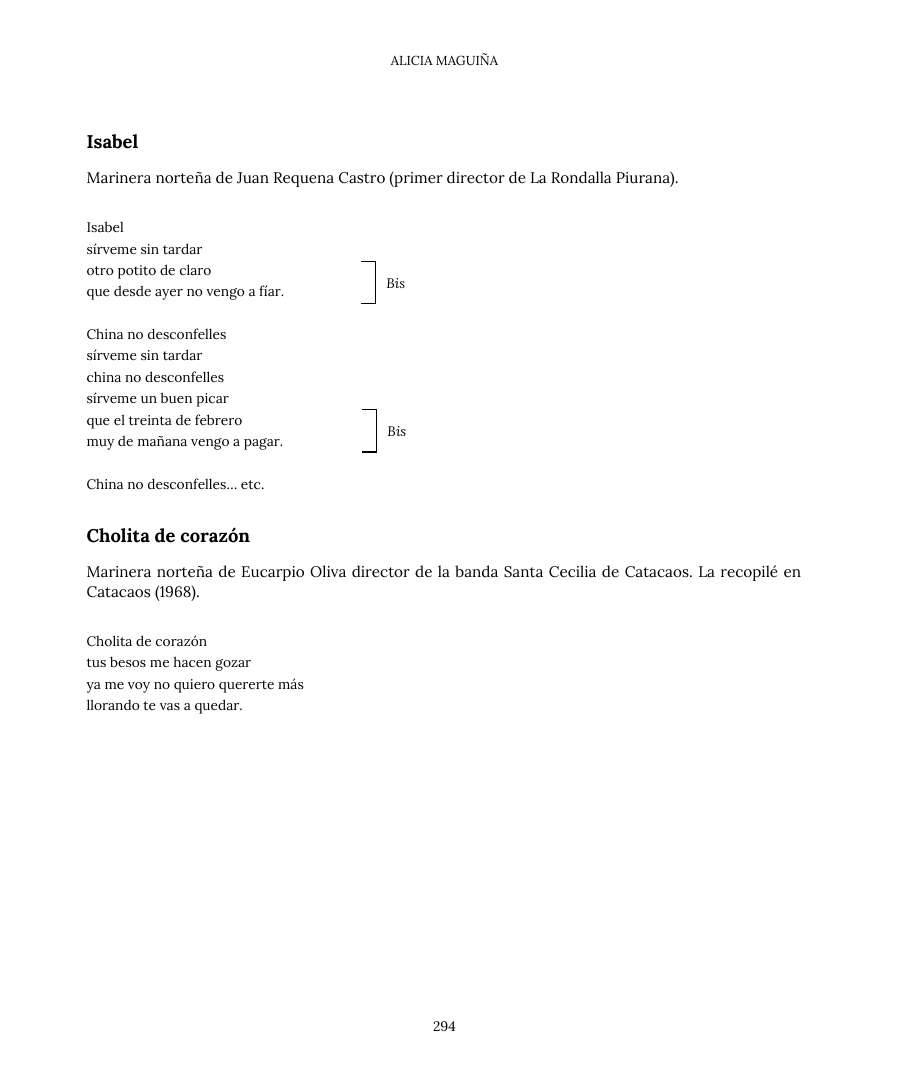 ALICIA MAGUIÑA
Isabel
Marinera norteña de Juan Requena Castro (primer director de La Rondalla Piurana).
Isabel
sírveme sin tardar
otro potito de claro
que desde ayer no vengo a fíar.
Bis
China no desconfelles
sírveme sin tardar
china no desconfelles
sírveme un buen picar
que el treinta de febrero
muy de mañana vengo a pagar.
Bis
China no desconfelles... etc.
Cholita de corazón
Marinera norteña de Eucarpio Oliva director de la banda Santa Cecilia de Catacaos. La recopilé en
Catacaos (1968).
Cholita de corazón
tus besos me hacen gozar
ya me voy no quiero quererte más
llorando te vas a quedar.
294